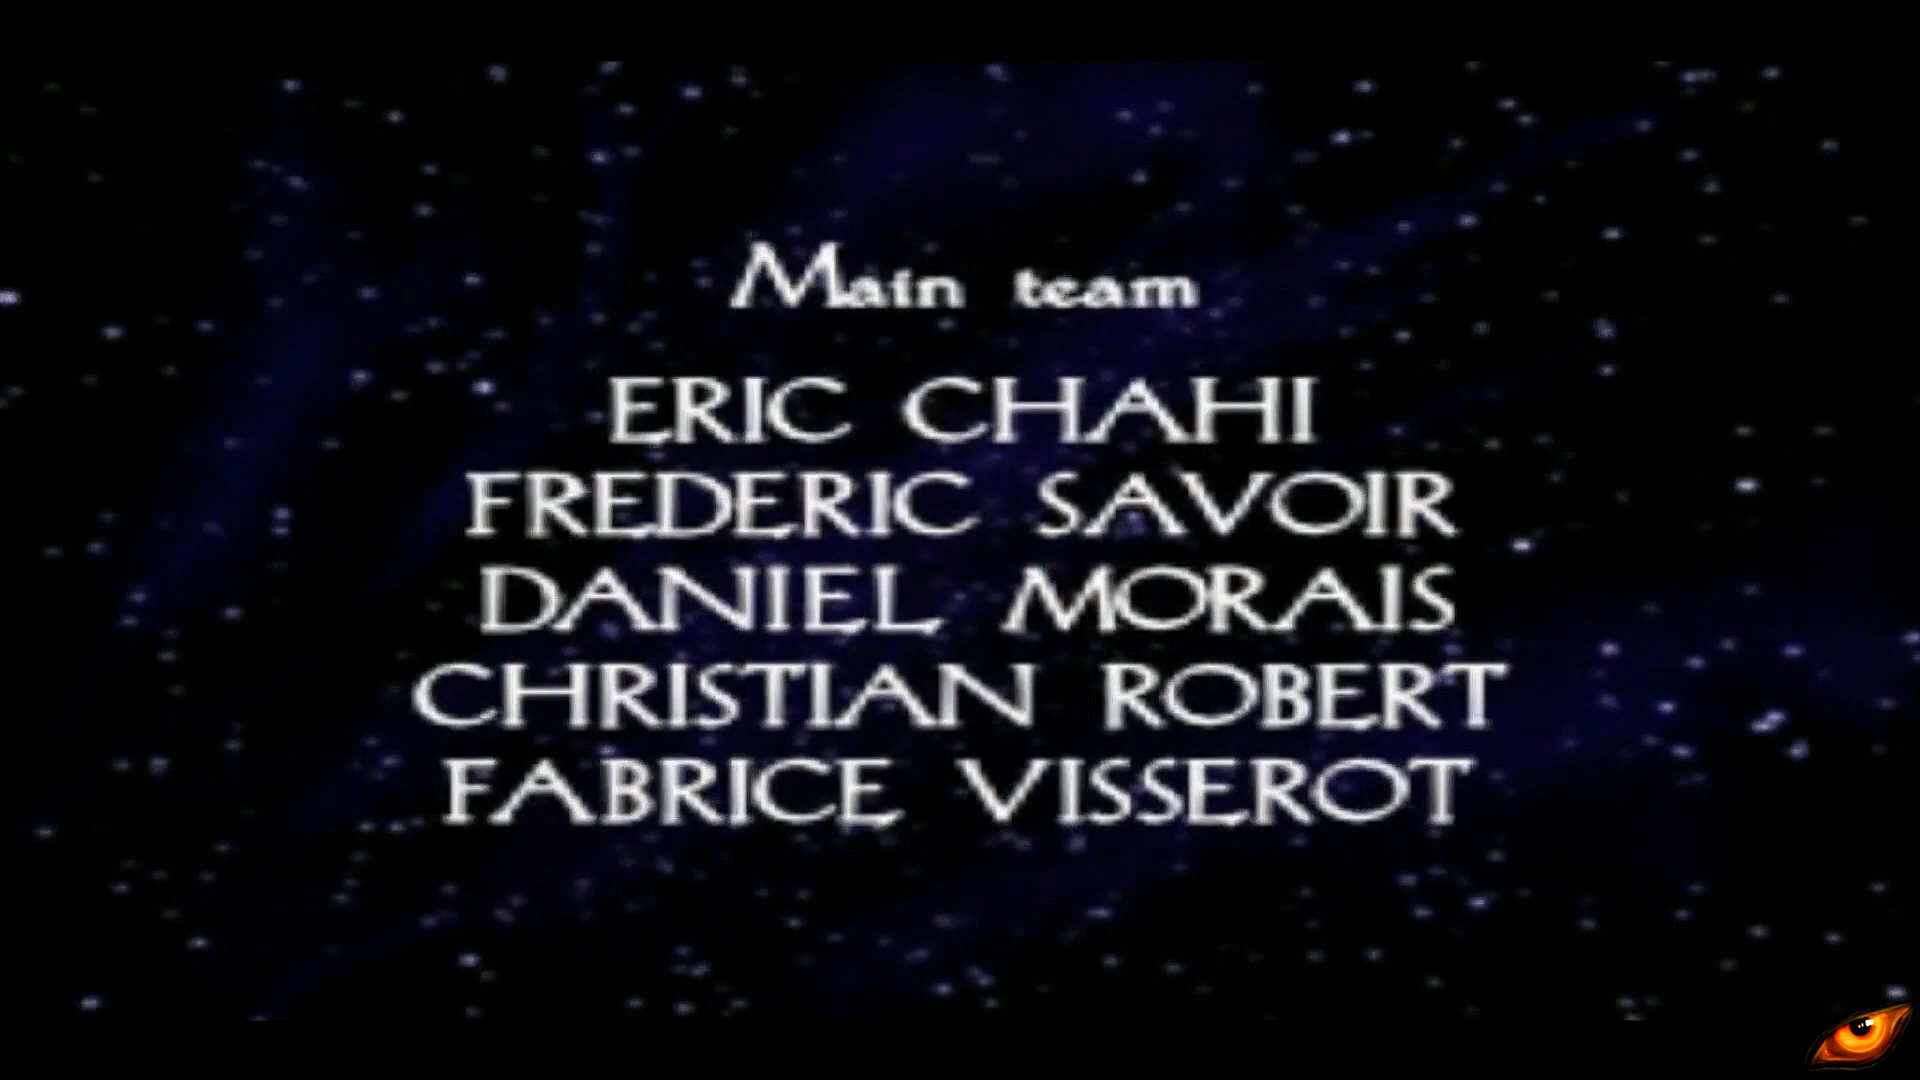 Main team
ERIC CHAHI
FREDERIC SAVOIR
DANIEL MORAIS
CHRISTIAN ROBERT
FABRICE VISSEROT